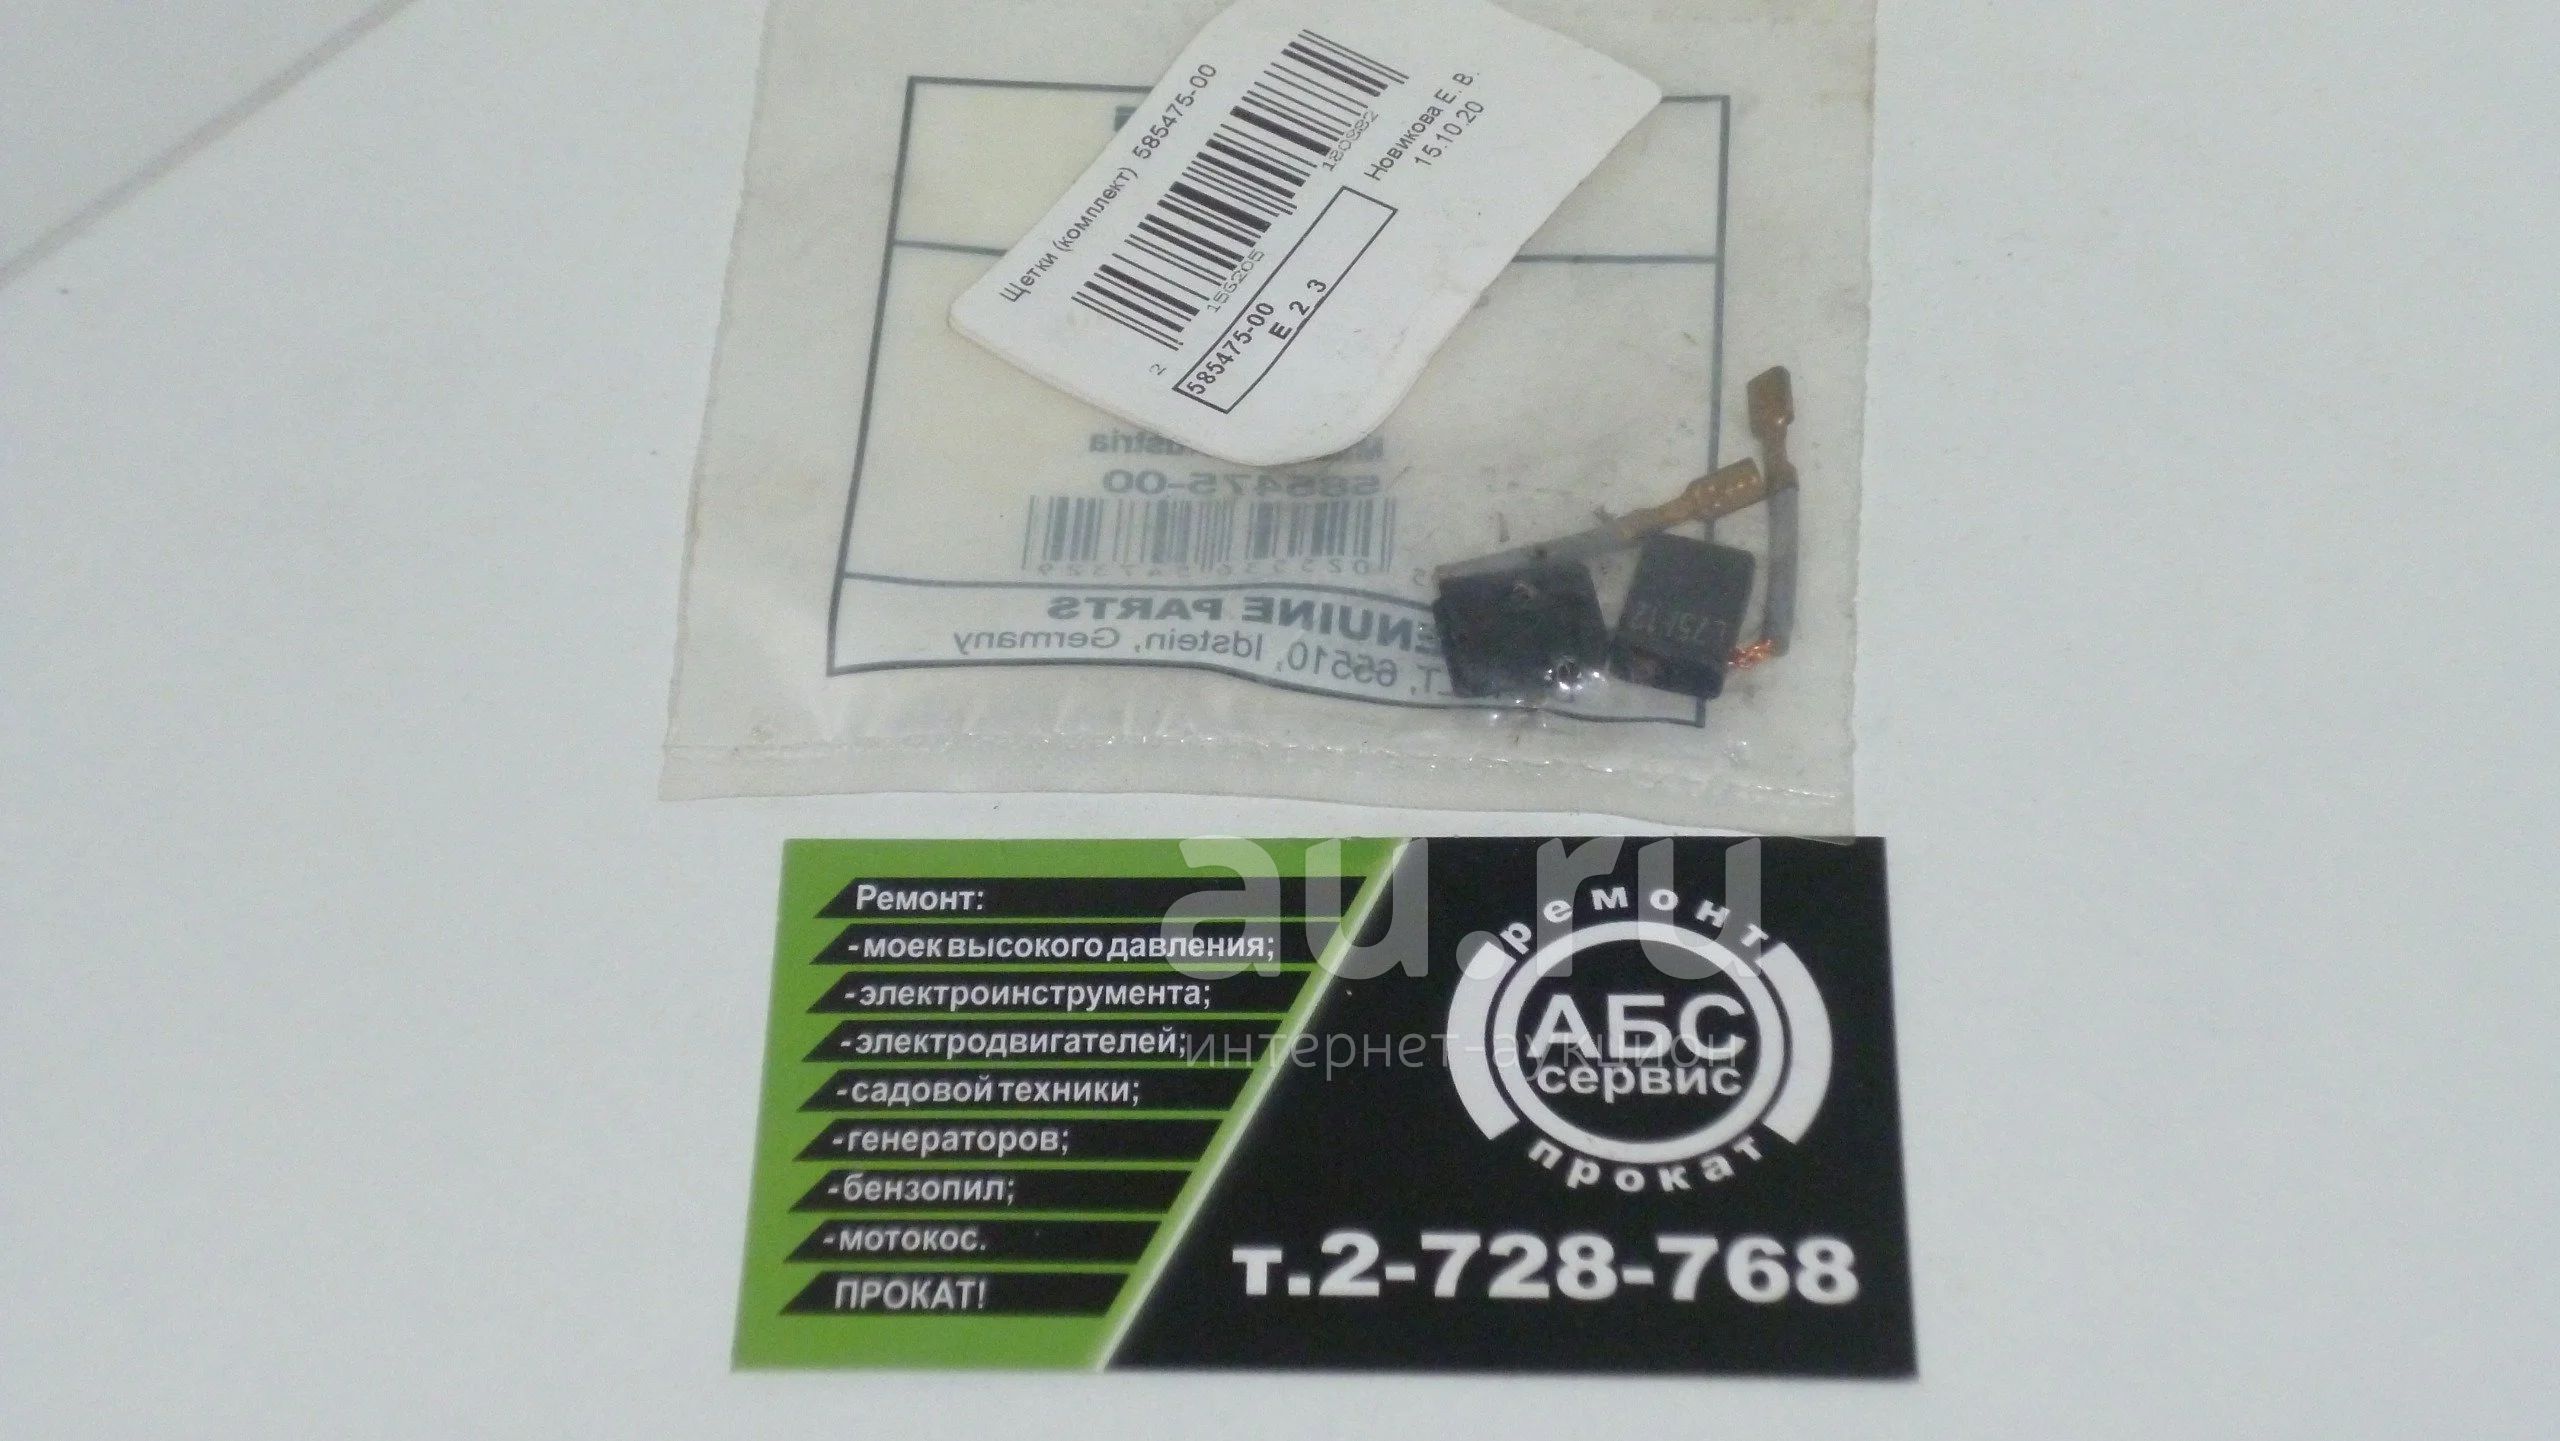 Щетки (комплект) 585475-00
2 156205 180882
585475-00
E_2_3
Новикова Е. В.
15.10.20
585475-00
GENUINE PARTS
65510, Idstein, Germany
Ремонт:
-моек высокого давления;
-электроинструмента;
-электродвигателей;
-садовой техники;
-генераторов;
-бензопил;
-мотокос.
ПРОКАТ!
ремонт
АБС
сервис
прокат
т.2-728-768
au.ru
интернет-аукцион